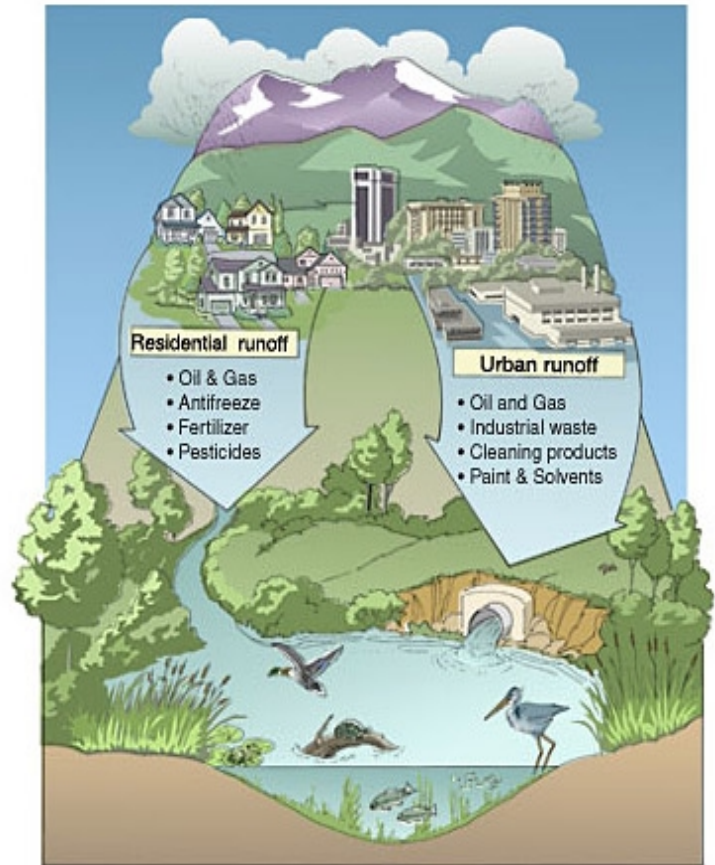 Residential runoff
• Oil & Gas
• Antifreeze
• Fertilizer
• Pesticides
Urban runoff
• Oil and Gas
• Industrial waste
• Cleaning products
• Paint & Solvents